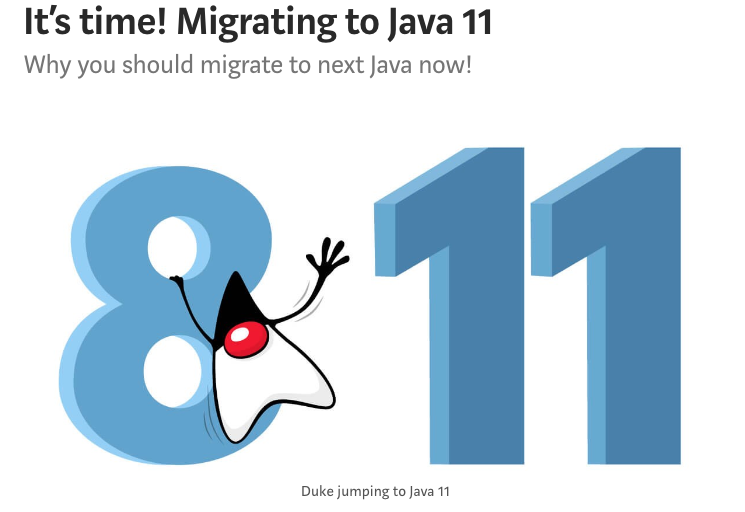 It's time! Migrating to Java 11
Why you should migrate to next Java now!
8 11
Duke jumping to Java 11